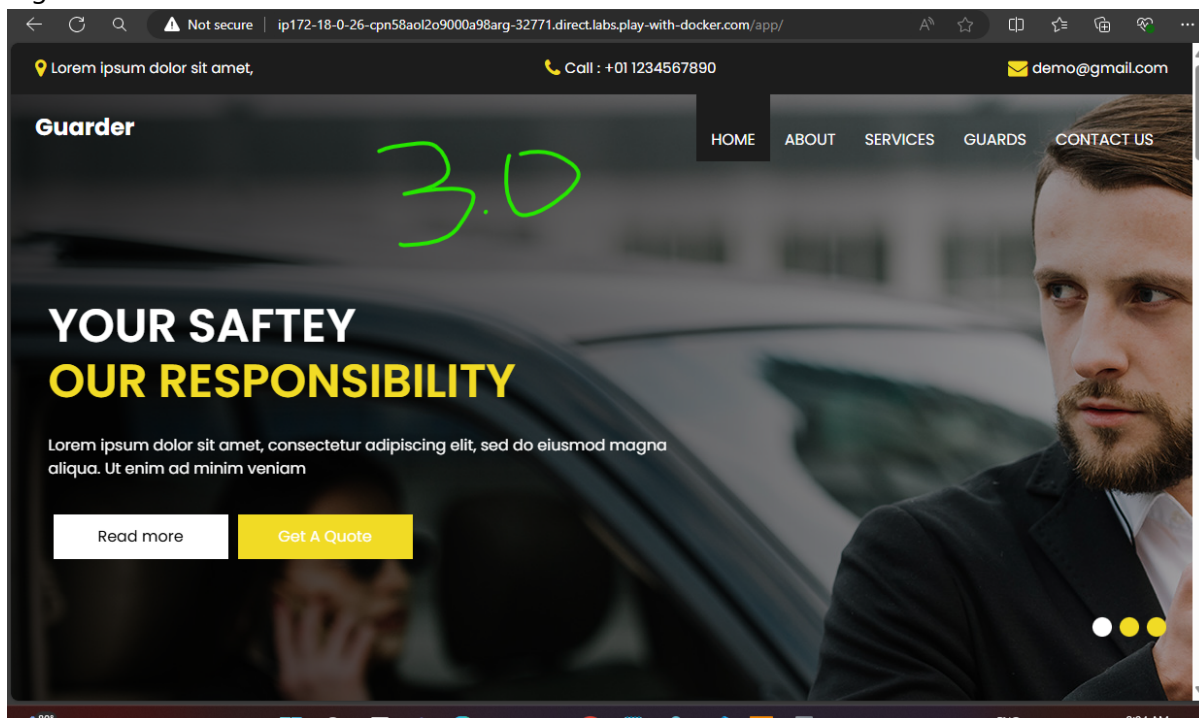 Not secure | ip172-18-0-26-cpn58aol2o9000a98arg-32771.direct.labs.play-with-docker.com/app/
Lorem ipsum dolor sit amet, Call : +01 1234567890 demo@gmail.com
Guarder HOME ABOUT SERVICES GUARDS CONTACT US
3.0
YOUR SAFTEY
OUR RESPONSIBILITY
Lorem ipsum dolor sit amet, consectetur adipiscing elit, sed do eiusmod magna
aliqua. Ut enim ad minim veniam
Read more Get A Quote